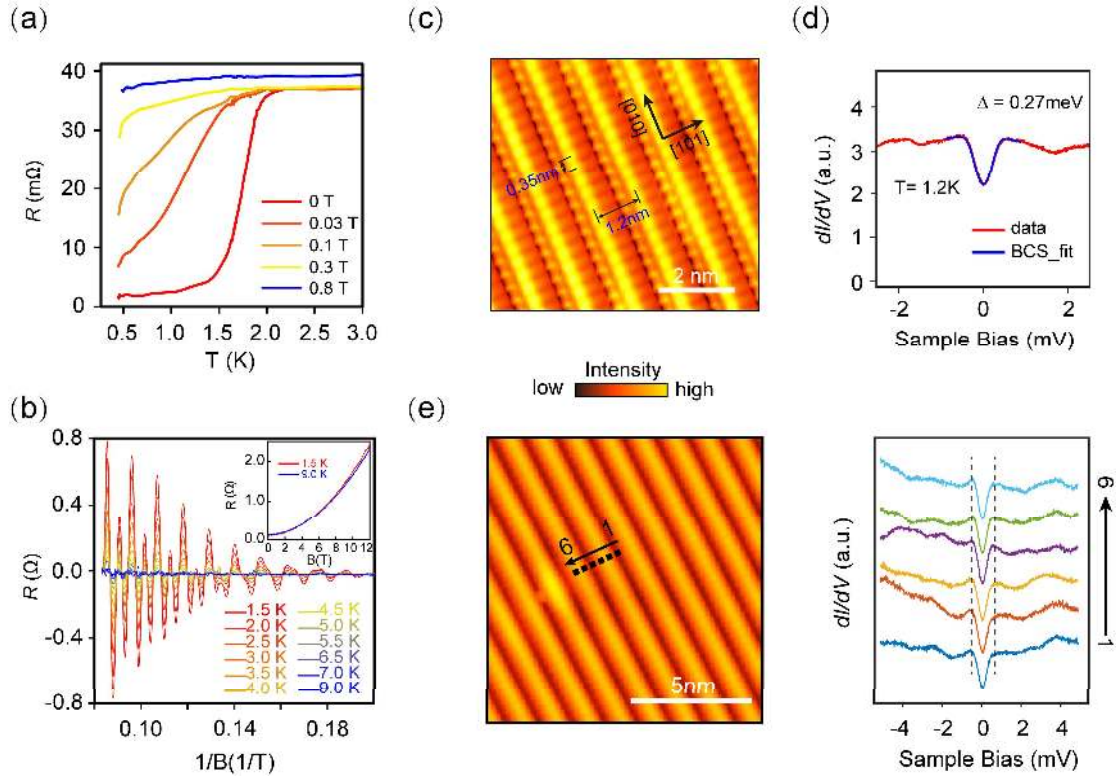 (a)
R (mΩ)
40
30
20
10
0
0 T
0.03 T
0.1 T
0.3 T
0.8 T
0.5 1.0 1.5 2.0 2.5 3.0
T (K)
(c)
[010]
[101]
0.35nm
1.2nm
2 nm
(d)
dI/dV (a.u.)
4
3
2
1
0
Δ = 0.27meV
T= 1.2K
data
BCS_fit
-2 0 2
Sample Bias (mV)
Intensity
low high
(b)
R (Ω)
0.8
0.4
0.0
-0.4
-0.8
R (Ω)
2.0
1.0
0.0
1.5 K
9.0 K
0 2 4 6 8 10 12
B(T)
1.5 K 4.5 K
2.0 K 5.0 K
2.5 K 5.5 K
3.0 K 6.5 K
3.5 K 7.0 K
4.0 K 9.0 K
0.10 0.14 0.18
1/B(1/T)
(e)
1
6
5nm
dI/dV (a.u.)
6
1
-4 -2 0 2 4
Sample Bias (mV)